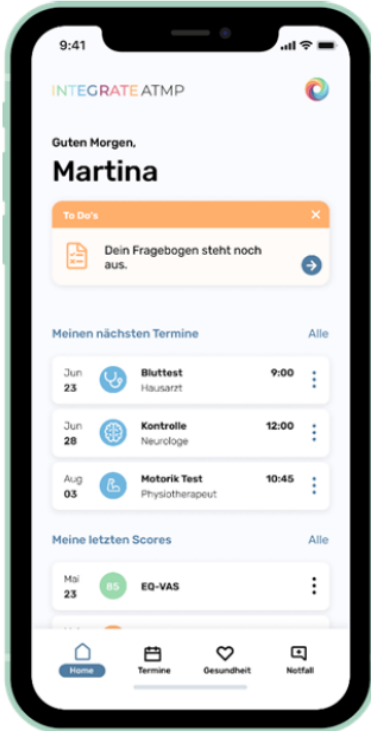 9:41
INTEGRATE ATMP
Guten Morgen,
Martina
To Do's
Dein Fragebogen steht noch
aus.
Meinen nächsten Termine Alle
Jun Bluttest 9:00
23 Hausarzt
Jun Kontrolle 12:00
28 Neurologe
Aug Motorik Test 10:45
03 Physiotherapeut
Meine letzten Scores Alle
Mai
23 85 EQ-VAS
Home Termine Gesundheit Notfall